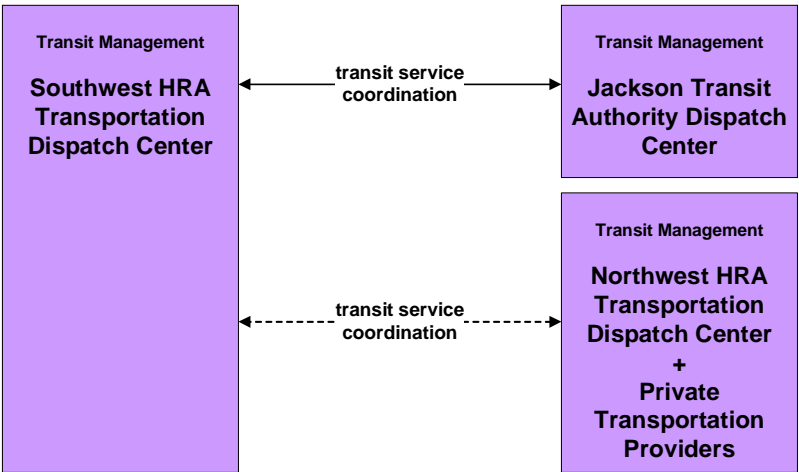 Transit Management
Southwest HRA
Transportation
Dispatch Center
transit service
coordination
Transit Management
Jackson Transit
Authority Dispatch
Center
transit service
coordination
Transit Management
Northwest HRA
Transportation
Dispatch Center
+
Private
Transportation
Providers